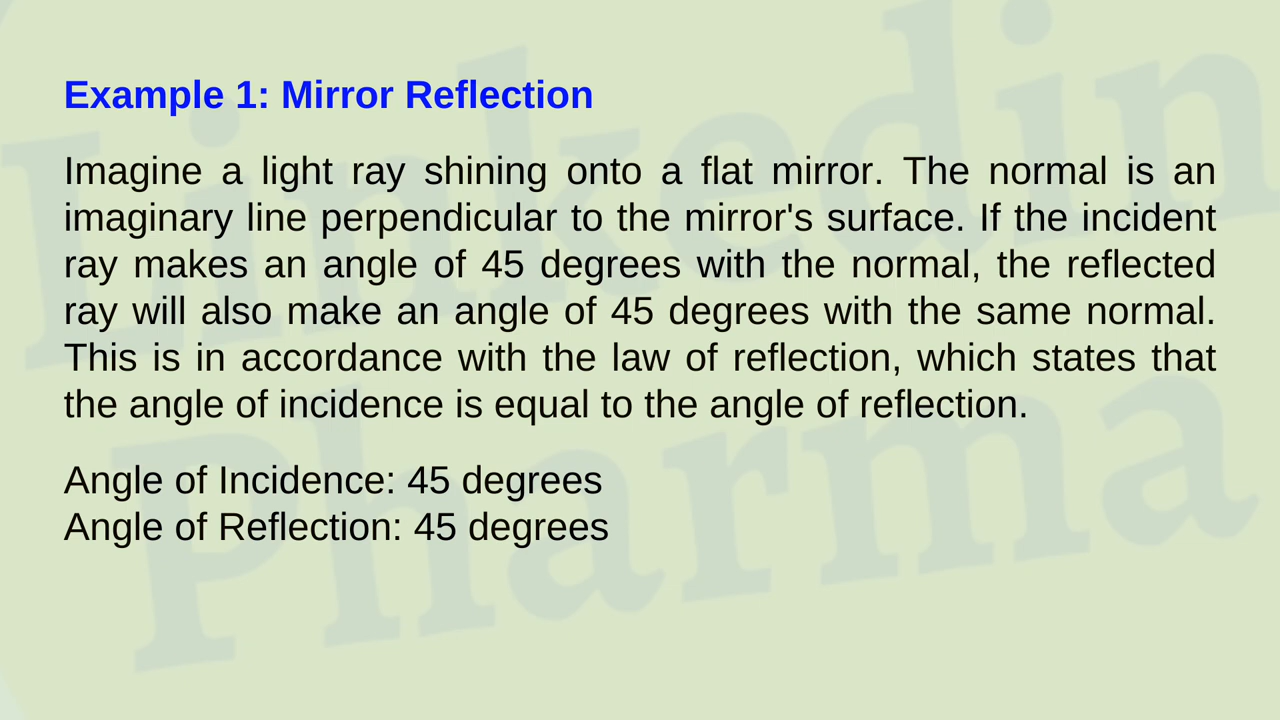 Example 1: Mirror Reflection
Imagine a light ray shining onto a flat mirror. The normal is an
imaginary line perpendicular to the mirror's surface. If the incident
ray makes an angle of 45 degrees with the normal, the reflected
ray will also make an angle of 45 degrees with the same normal.
This is in accordance with the law of reflection, which states that
the angle of incidence is equal to the angle of reflection.
Angle of Incidence: 45 degrees
Angle of Reflection: 45 degrees
Linkedin
Pharma